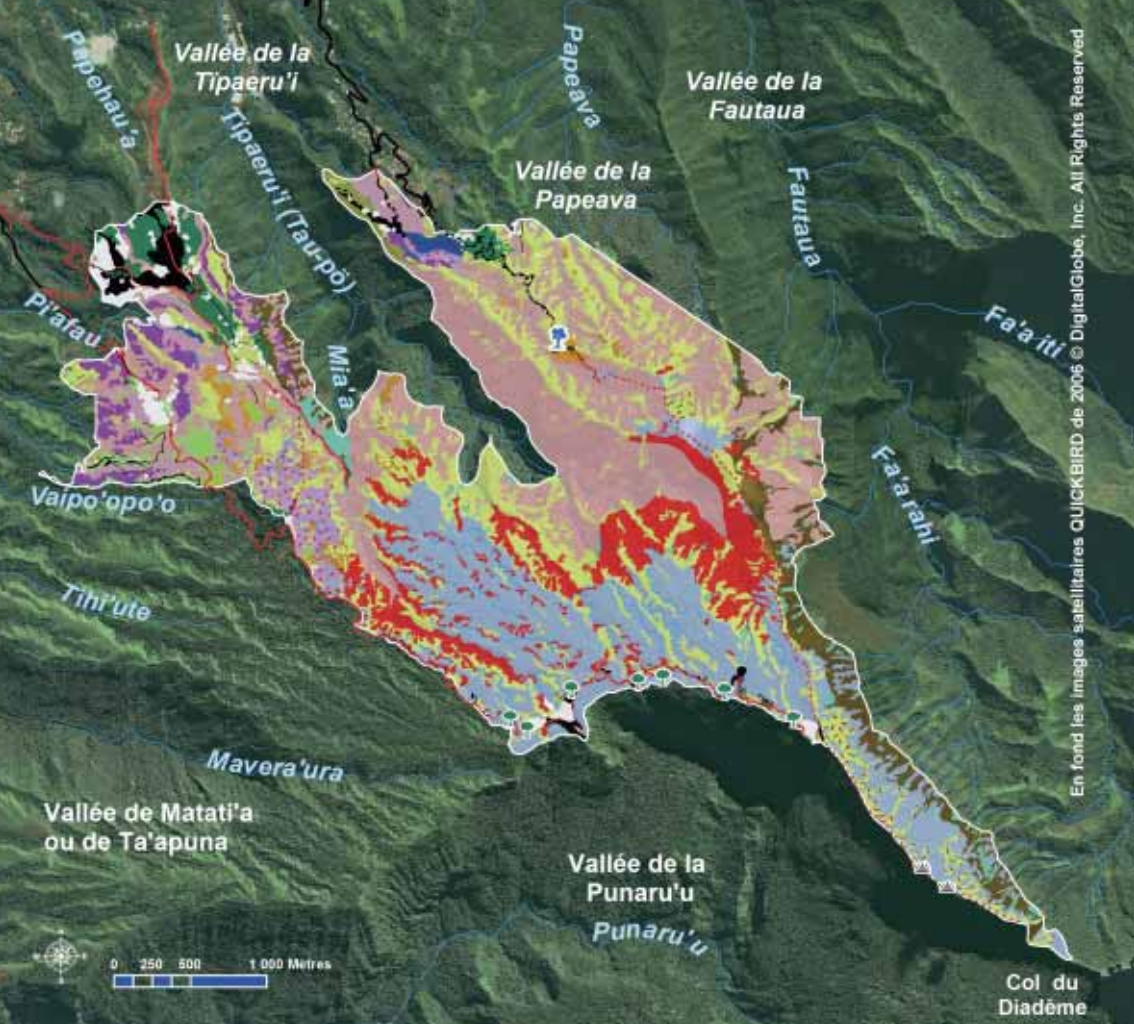 Papehau'a
Vallée de la
Tïpaeru'i
Tipaeru'i (Tau-pö)
Papeava
Vallée de la
Fautaua
Vallée de la
Papeava
Fautaua
Fa'a iti
Pi'afau
Mia'a
Fa'a'rahi
Vaipo'opo'o
Tihi'ute
Mavera'ura
Vallée de Matati'a
ou de Ta'apuna
Vallée de la
Punaru'u
Punaru'u
0 250 500 1 000 Mètres
Col du
Diadème
En fond les images satellitaires QUICKBIRD de 2006 © DigitalGlobe, Inc. All Rights Reserved